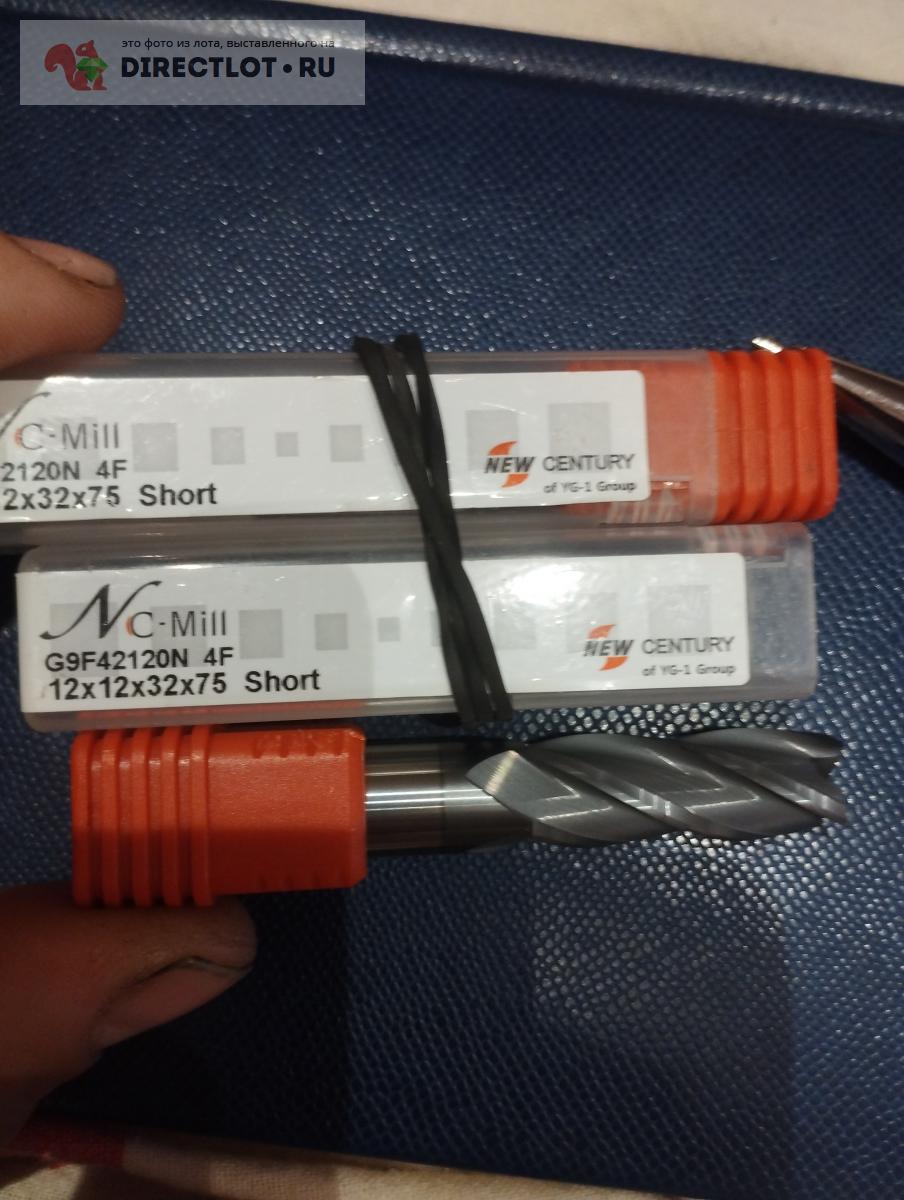 это фото из лота, выставленного на
DIRECTLOT•RU
C-Mill
2120N 4F
2x32x75 Short
NEW CENTURY
of YG-1 Group
NC-Mill
G9F42120N 4F
12x12x32x75 Short
NEW CENTURY
of YG-1 Group